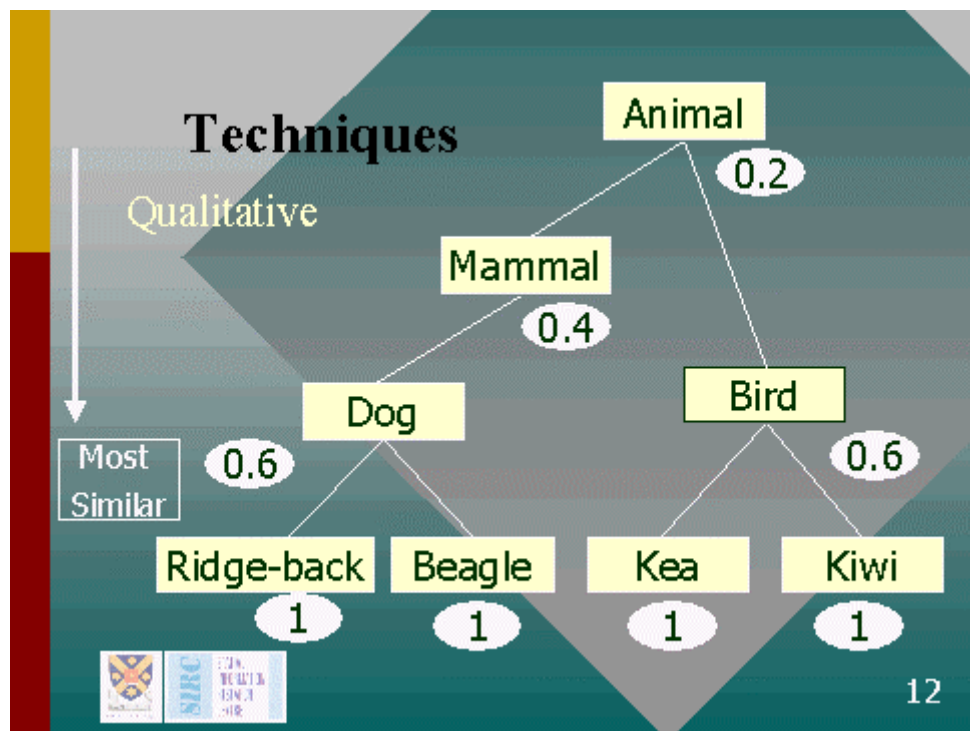 Techniques
Qualitative
Animal
0.2
Mammal
0.4
Dog
Bird
0.6
0.6
Most
Similar
Ridge-back
Beagle
Kea
Kiwi
1
1
1
1
SIRC
12